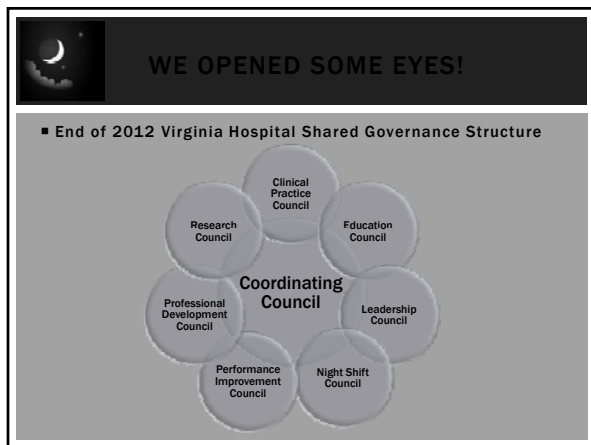 WE OPENED SOME EYES!
▪ End of 2012 Virginia Hospital Shared Governance Structure
Clinical
Practice
Council
Research
Council
Education
Council
Coordinating
Council
Professional
Development
Council
Leadership
Council
Performance
Improvement
Council
Night Shift
Council